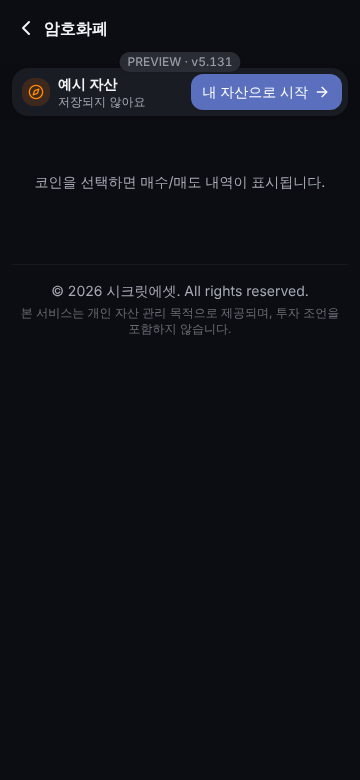 암호화폐
PREVIEW · v5.131
예시 자산
저장되지 않아요
내 자산으로 시작
코인을 선택하면 매수/매도 내역이 표시됩니다.
© 2026 시크릿에셋. All rights reserved.
본 서비스는 개인 자산 관리 목적으로 제공되며, 투자 조언을
포함하지 않습니다.